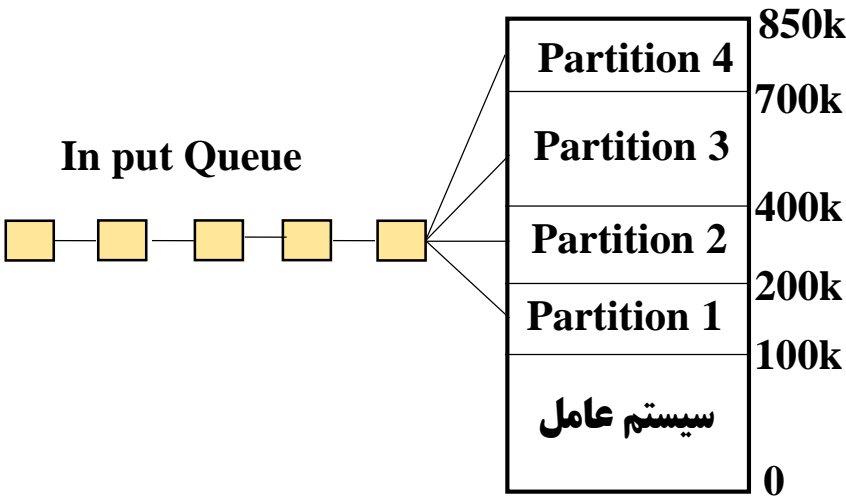 850k
Partition 4
700k
In put Queue
Partition 3
400k
Partition 2
200k
Partition 1
100k
سیستم عامل
0